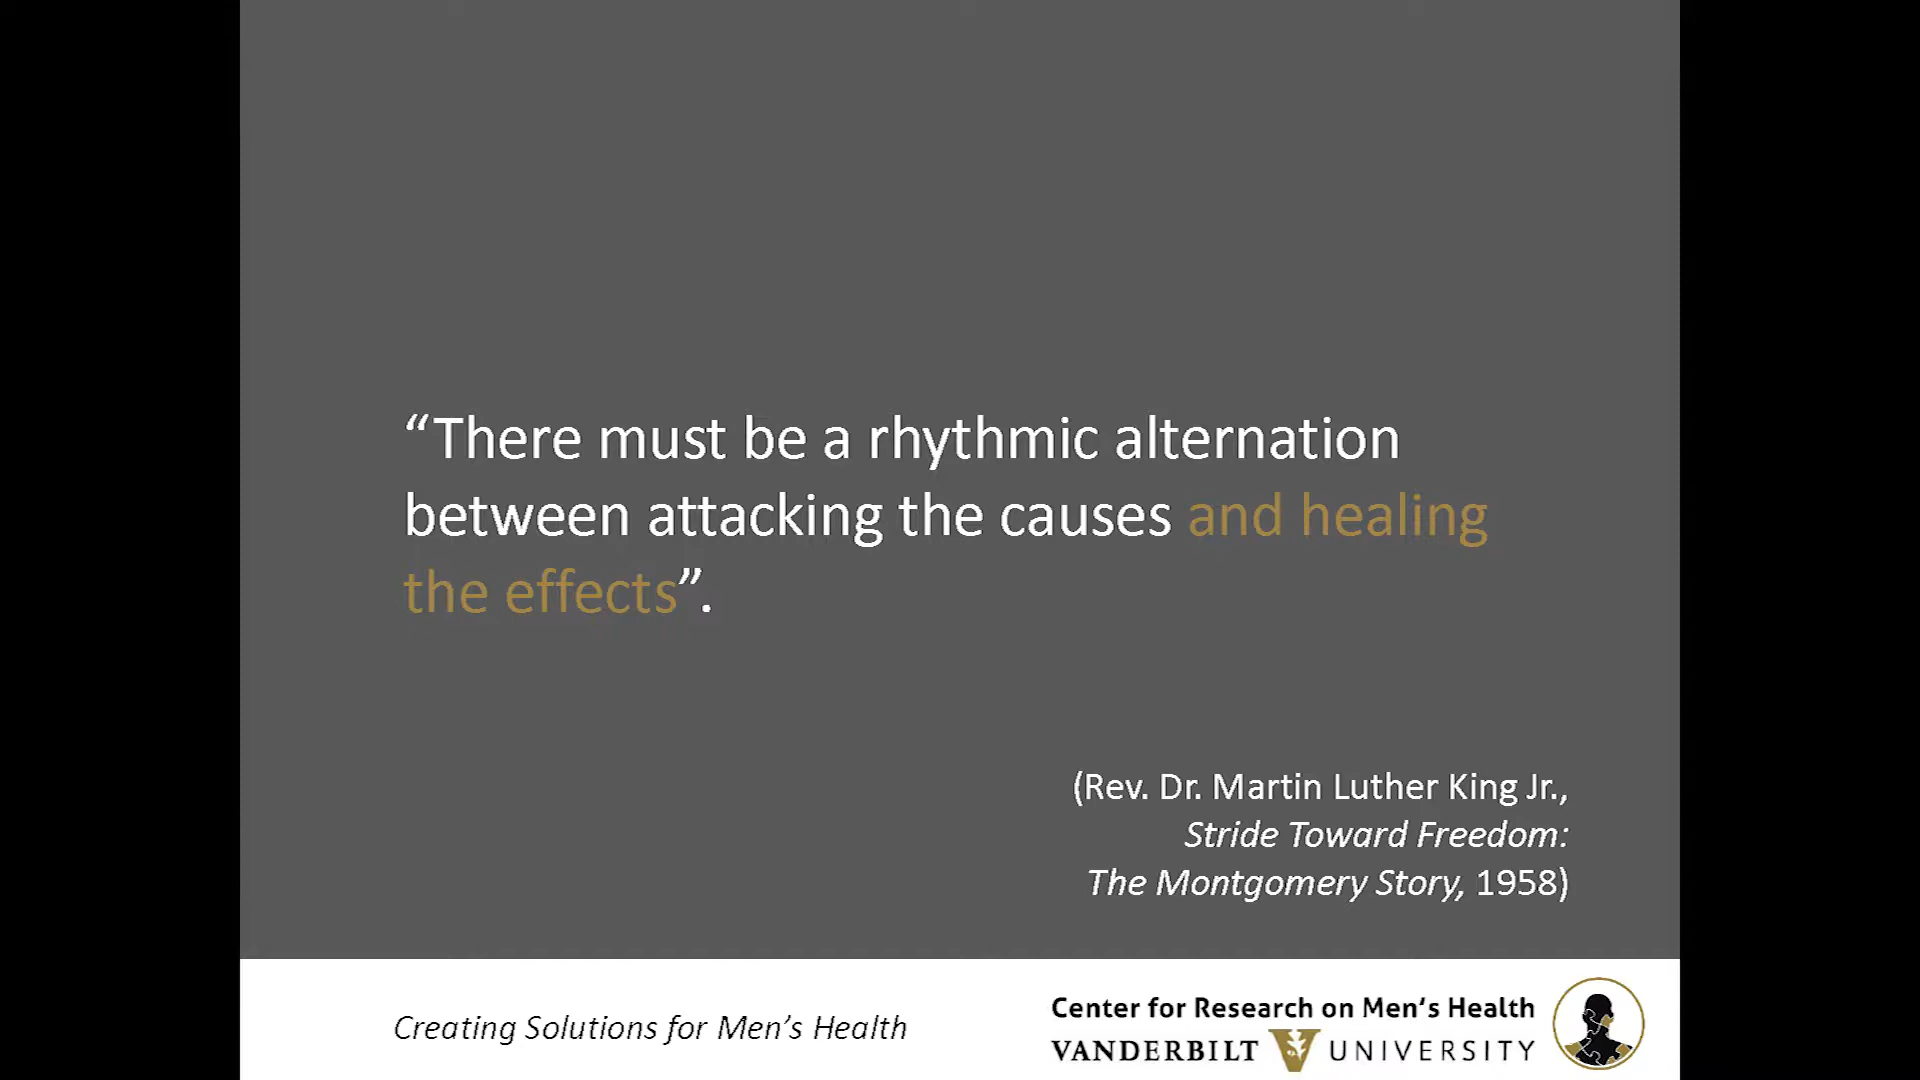 “There must be a rhythmic alternation
between attacking the causes and healing
the effects”.
(Rev. Dr. Martin Luther King Jr.,
Stride Toward Freedom:
The Montgomery Story, 1958)
Creating Solutions for Men’s Health
Center for Research on Men‘s Health
VANDERBILT V UNIVERSITY